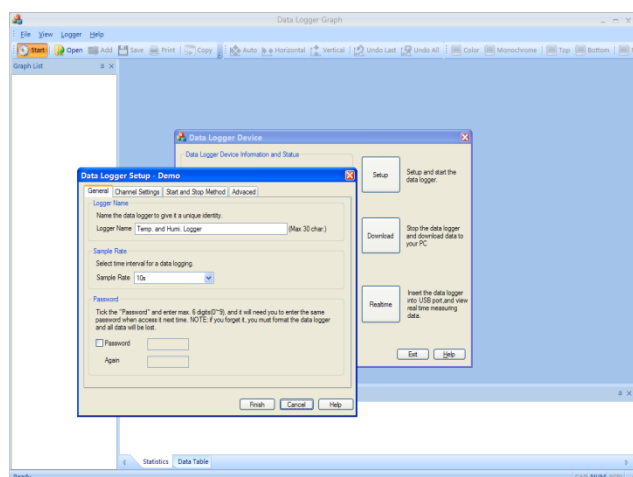 Data Logger Graph
File View Logger Help
Start Open Add Save Print Copy Auto Horizontal Vertical Undo Last Undo All Color Monochrome Top Bottom
Graph List
Data Logger Device
Data Logger Device Information and Status
Setup
Setup and start the
data logger.
Download
Stop the data logger
and download data to
your PC
Realtime
Insert the data logger
into USB port,and view
real time measuring
data.
Exit Help
Data Logger Setup - Demo
General Channel Settings Start and Stop Method Advaced
Logger Name
Name the data logger to give it a unique identity.
Logger Name Temp. and Humi. Logger (Max 30 char.)
Sample Rate
Select time interval for a data logging.
Sample Rate 10s
Password
Tick the "Password" and enter max. 6 digits(0~9), and it will need you to enter the same
password when access it next time. NOTE: if you forget it, you must format the data logger
and all data will be lost.
Password
Again
Finish Cancel Help
Statistics Data Table
Ready
NUM